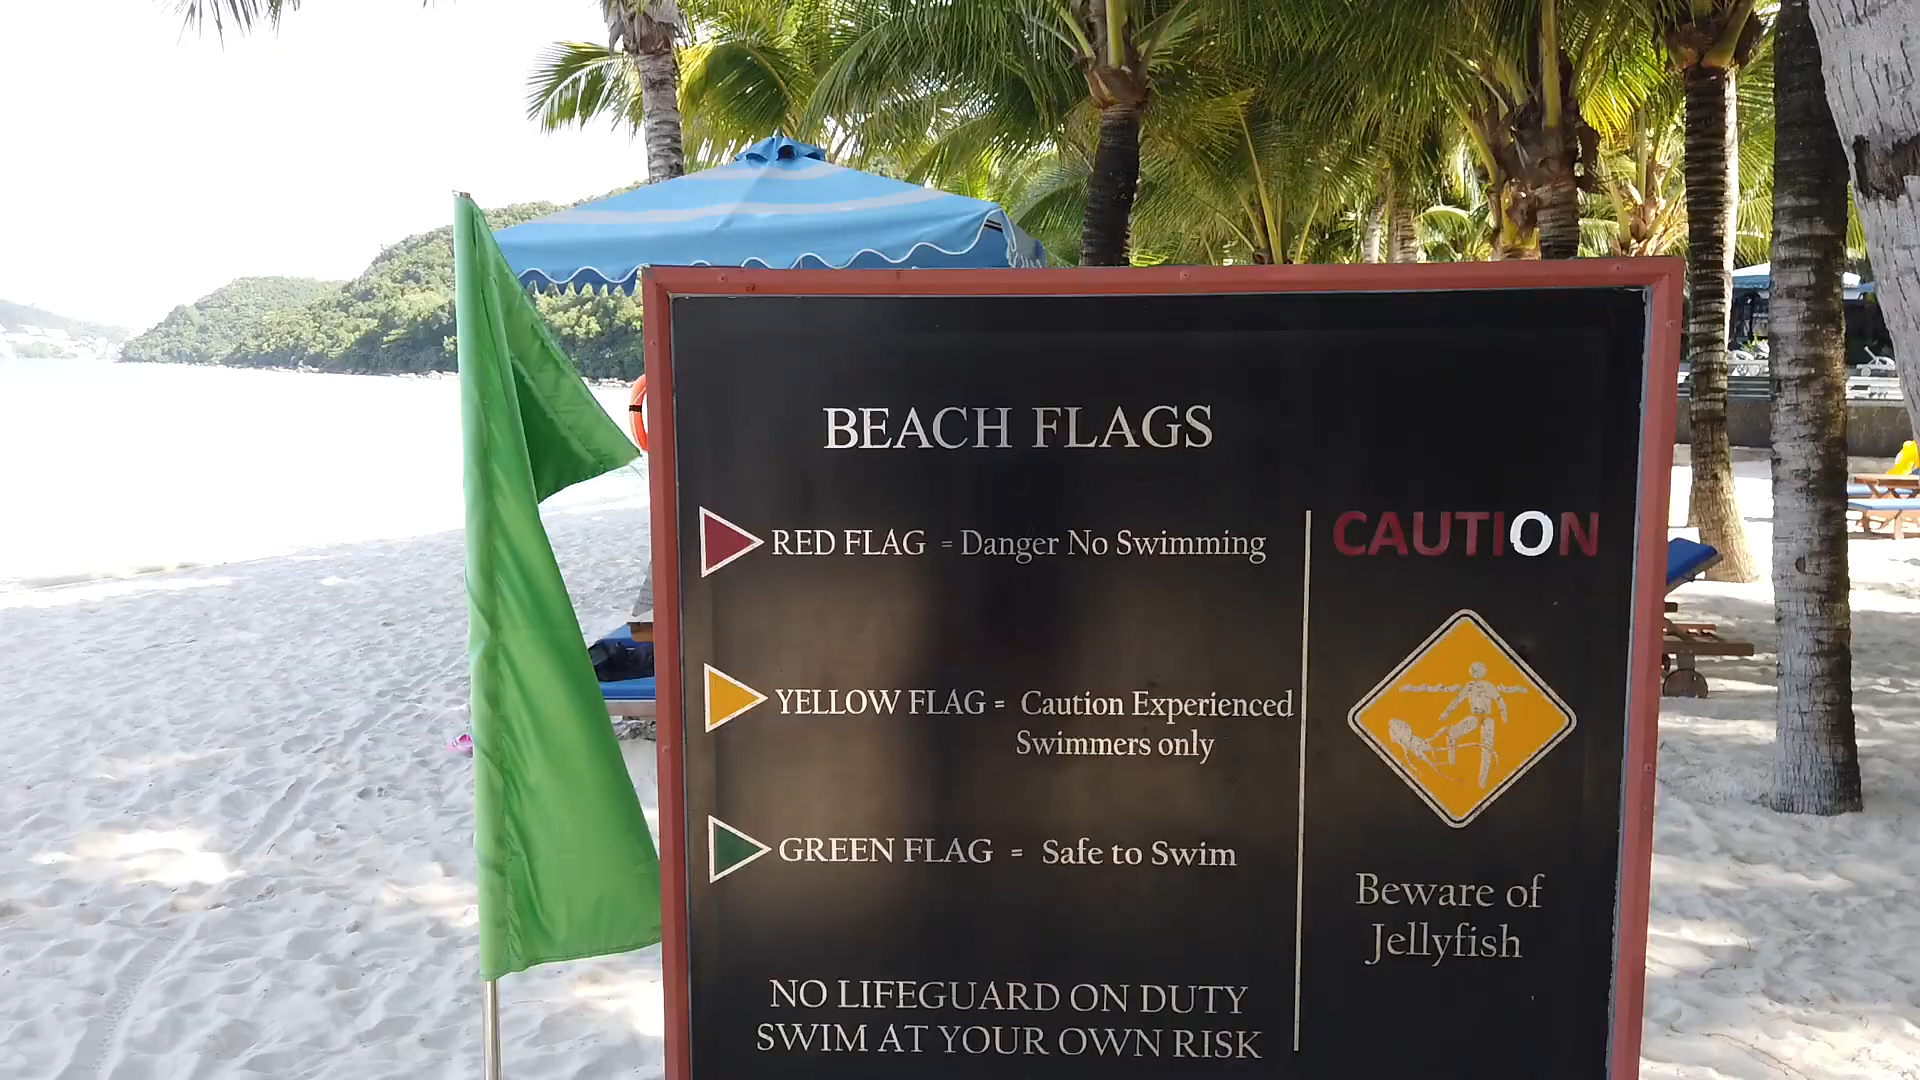 BEACH FLAGS
RED FLAG = Danger No Swimming
YELLOW FLAG = Caution Experienced
Swimmers only
GREEN FLAG = Safe to Swim
NO LIFEGUARD ON DUTY
SWIM AT YOUR OWN RISK
CAUTION
Beware of
Jellyfish